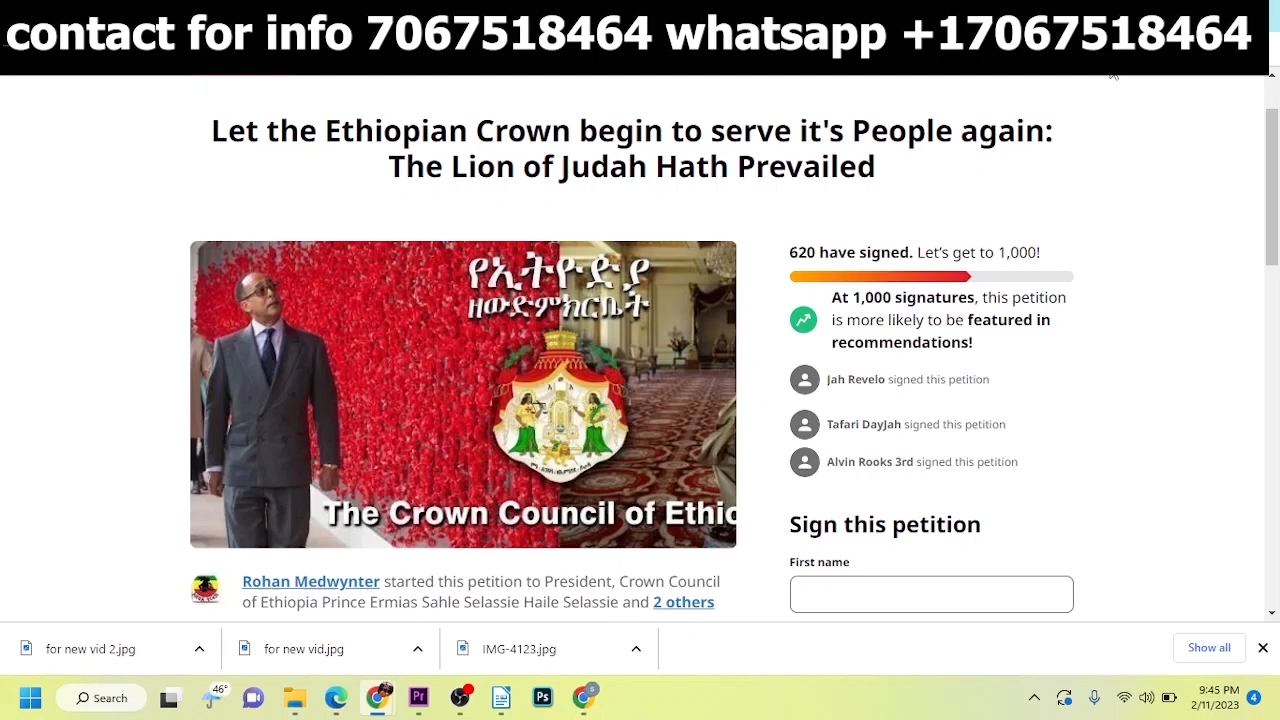 contact for info 7067518464 whatsapp +17067518464
Let the Ethiopian Crown begin to serve it's People again:
The Lion of Judah Hath Prevailed
የኢትዮድያ
ዘውድምክርቤት
The Crown Council of Ethio
620 have signed. Let's get to 1,000!
At 1,000 signatures, this petition
is more likely to be featured in
recommendations!
Jah Revelo signed this petition
Tafari DayJah signed this petition
Alvin Rooks 3rd signed this petition
Sign this petition
First name
Rohan Medwynter started this petition to President, Crown Council
of Ethiopia Prince Ermias Sahle Selassie Haile Selassie and 2 others
for new vid 2.jpg
for new vid.jpg
IMG-4123.jpg
Show all
Search
46°
Pr
Ps
S
9:45 PM
2/11/2023
4